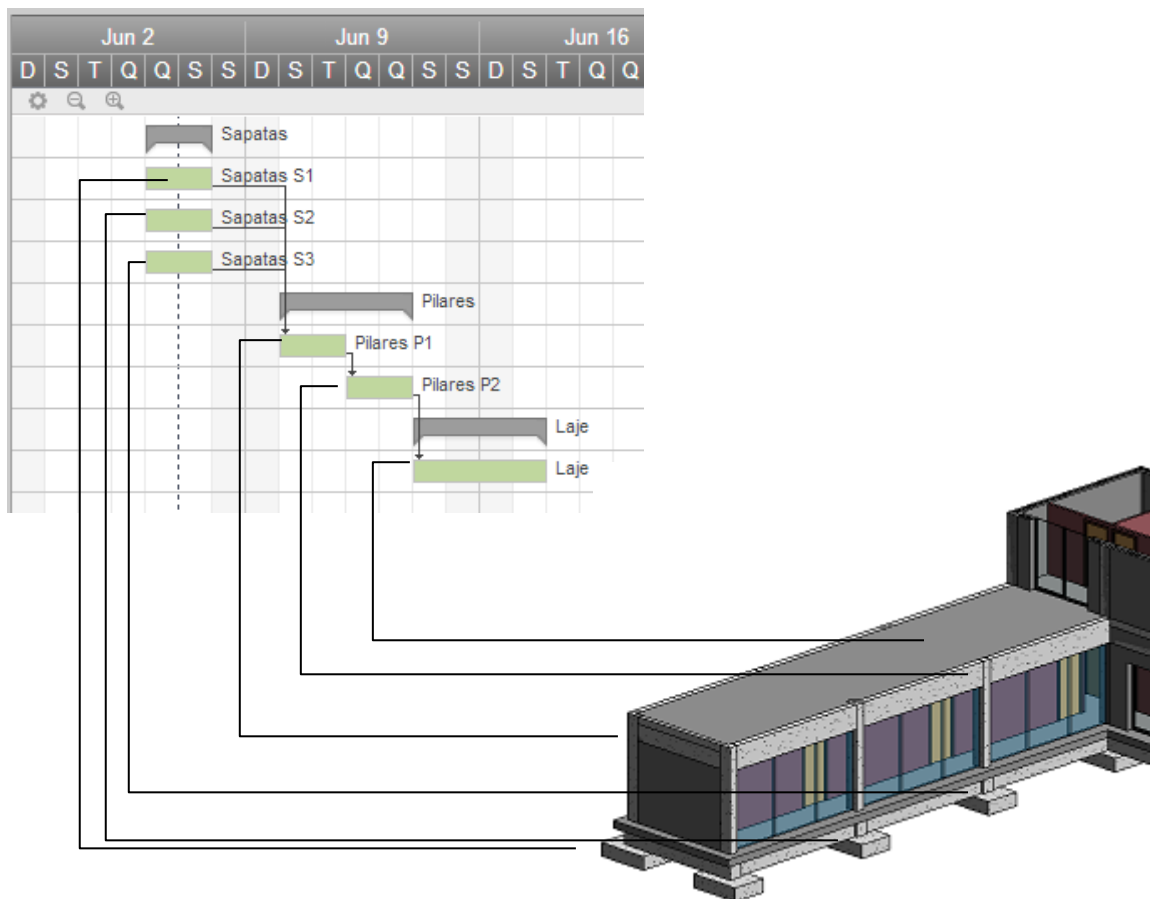 Jun 2 Jun 9 Jun 16
D S T Q Q S S D S T Q Q S S D S T Q Q
Sapatas
Sapatas S1
Sapatas S2
Sapatas S3
Pilares
Pilares P1
Pilares P2
Laje
Laje